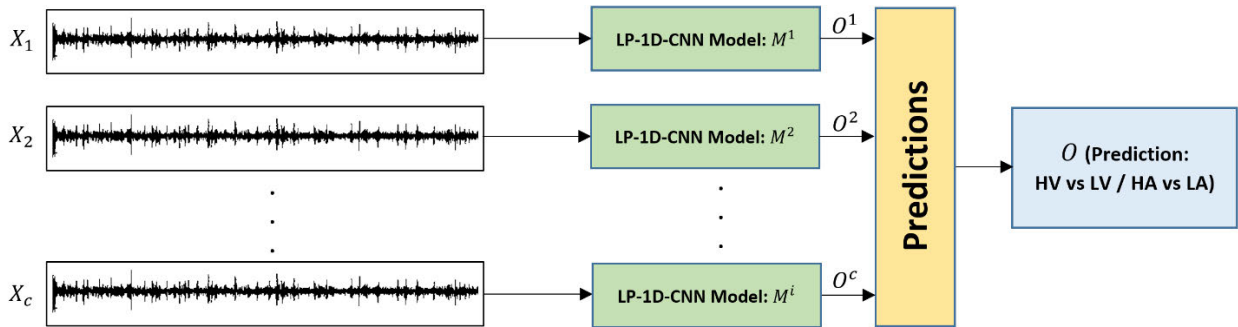 X₁
LP-1D-CNN Model: M¹
O¹
X₂
LP-1D-CNN Model: M²
O²
X_c
LP-1D-CNN Model: Mⁱ
Oᶜ
Predictions
O (Prediction:
HV vs LV / HA vs LA)